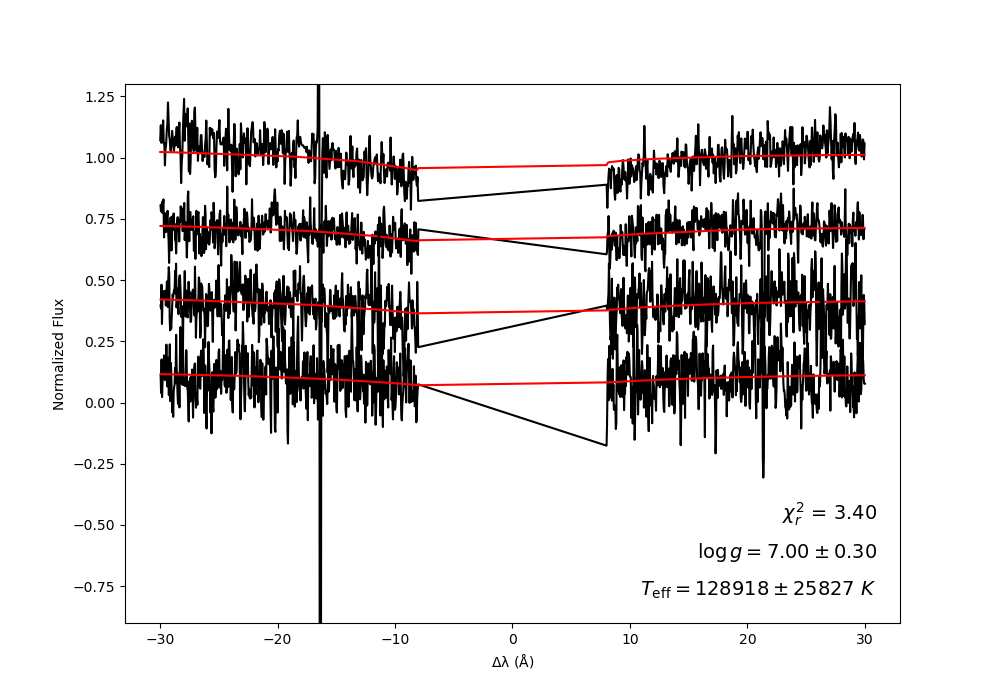 1.25
1.00
0.75
0.50
0.25
0.00
−0.25
−0.50
−0.75
Normalized Flux
χ²ᵣ = 3.40
log g = 7.00 ± 0.30
T_eff = 128918 ± 25827 K
−30 −20 −10 0 10 20 30
Δλ (Å)